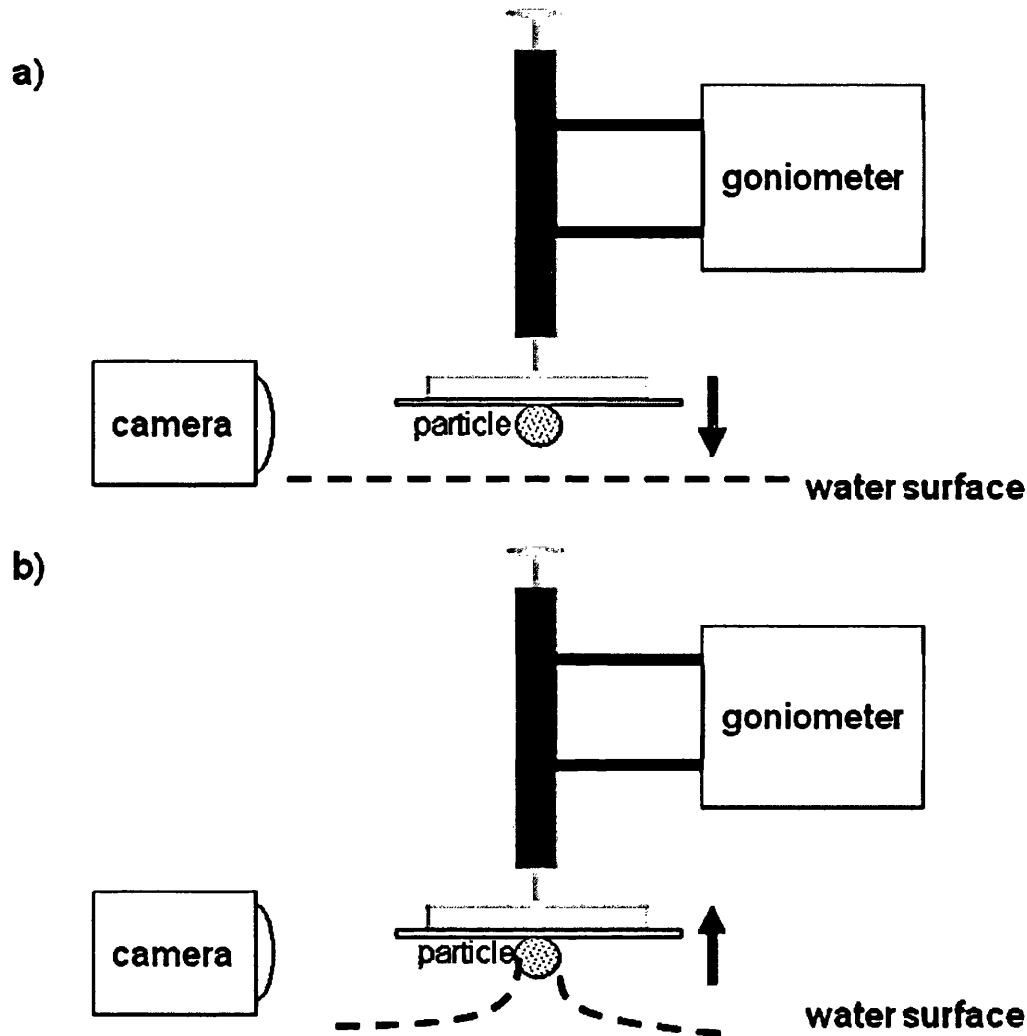 a)
goniometer
camera
particle
water surface
b)
goniometer
camera
particle
water surface